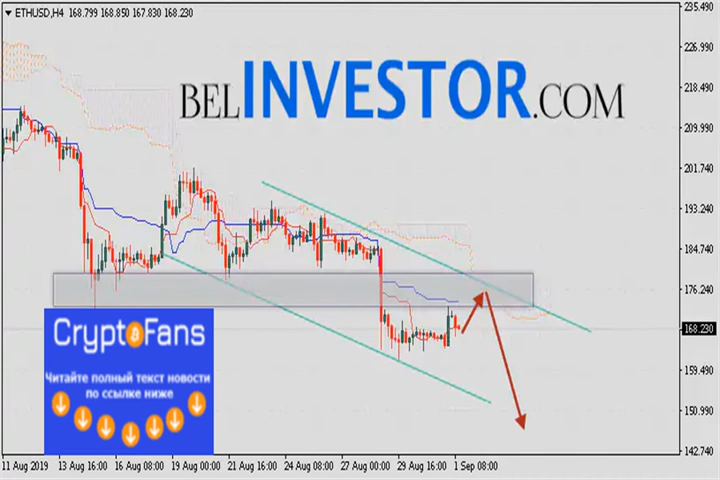 ETHUSD,H4 168.799 168.850 167.830 168.230
235.490
226.990
BELINVESTOR.COM
218.490
209.990
201.740
193.240
184.740
176.240
168.230
159.490
150.990
142.740
CryptoFans
Читайте полный текст новости
по ссылке ниже
11 Aug 2019 13 Aug 16:00 16 Aug 08:00 19 Aug 00:00 21 Aug 16:00 24 Aug 08:00 27 Aug 00:00 29 Aug 16:00 1 Sep 08:00